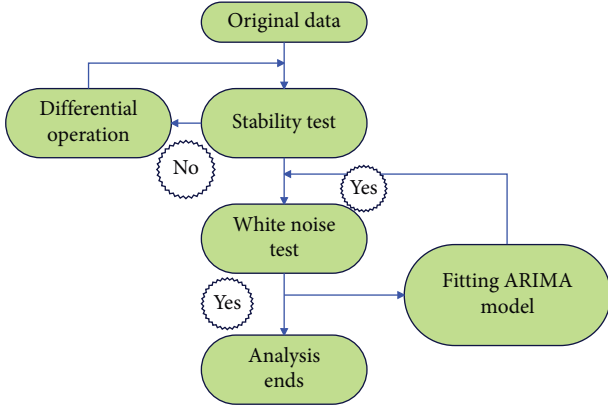 Original data
Differential
operation
Stability test
No
Yes
White noise
test
Yes
Fitting ARIMA
model
Analysis
ends